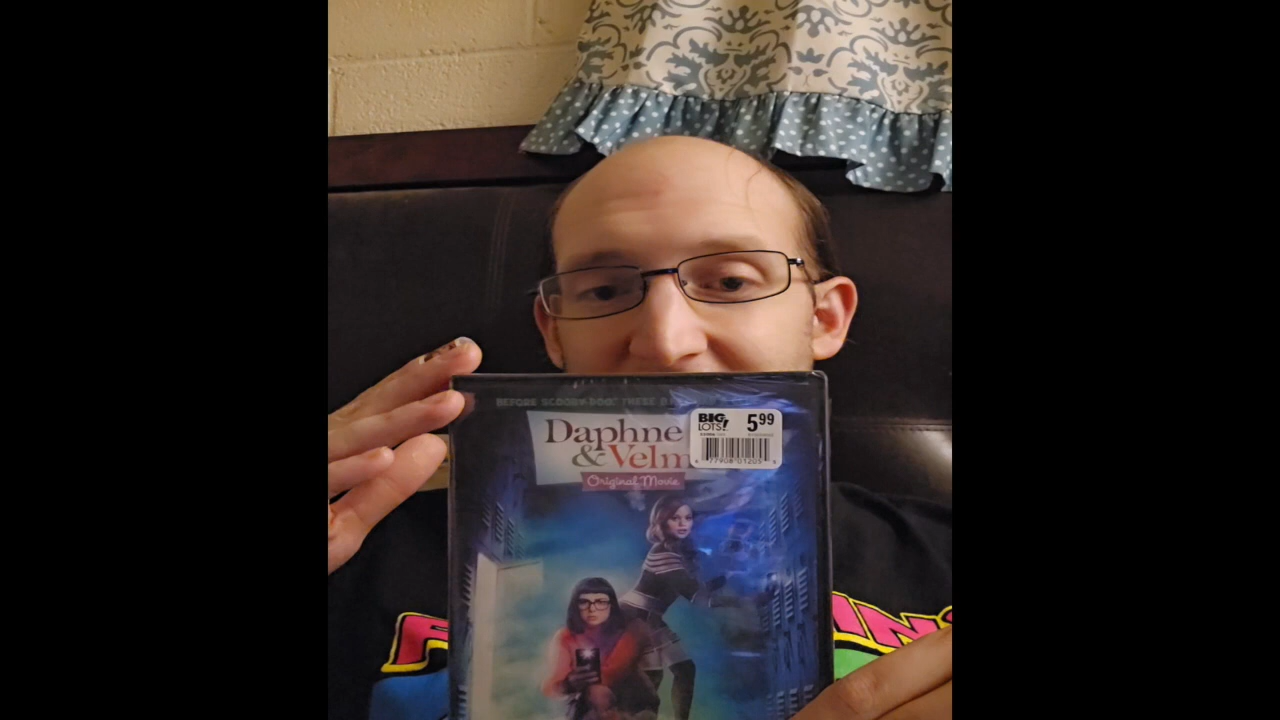 BEFORE SCOOBY-DOO! THERE
BIG LOTS! 5.99
Daphne
& Velm
Original Movie